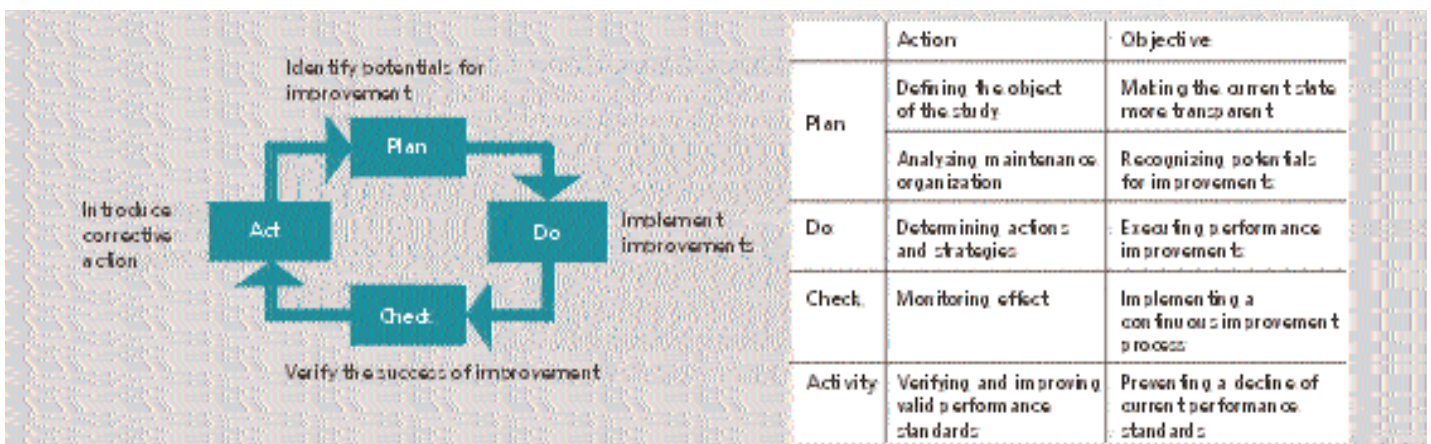 Identify potentials for
improvement
Plan
Introduce
corrective
action
Act
Do
Implement
improvements
Check
Verify the success of improvement
Action
Objective
Plan
Defining the object
of the study
Making the current state
more transparent
Analyzing maintenance
organization
Recognizing potentials
for improvements
Do
Determining actions
and strategies
Executing performance
improvements
Check
Monitoring effect
Implementing a
continuous improvement
process
Activity
Verifying and improving
valid performance
standards
Preventing a decline of
current performance
standards